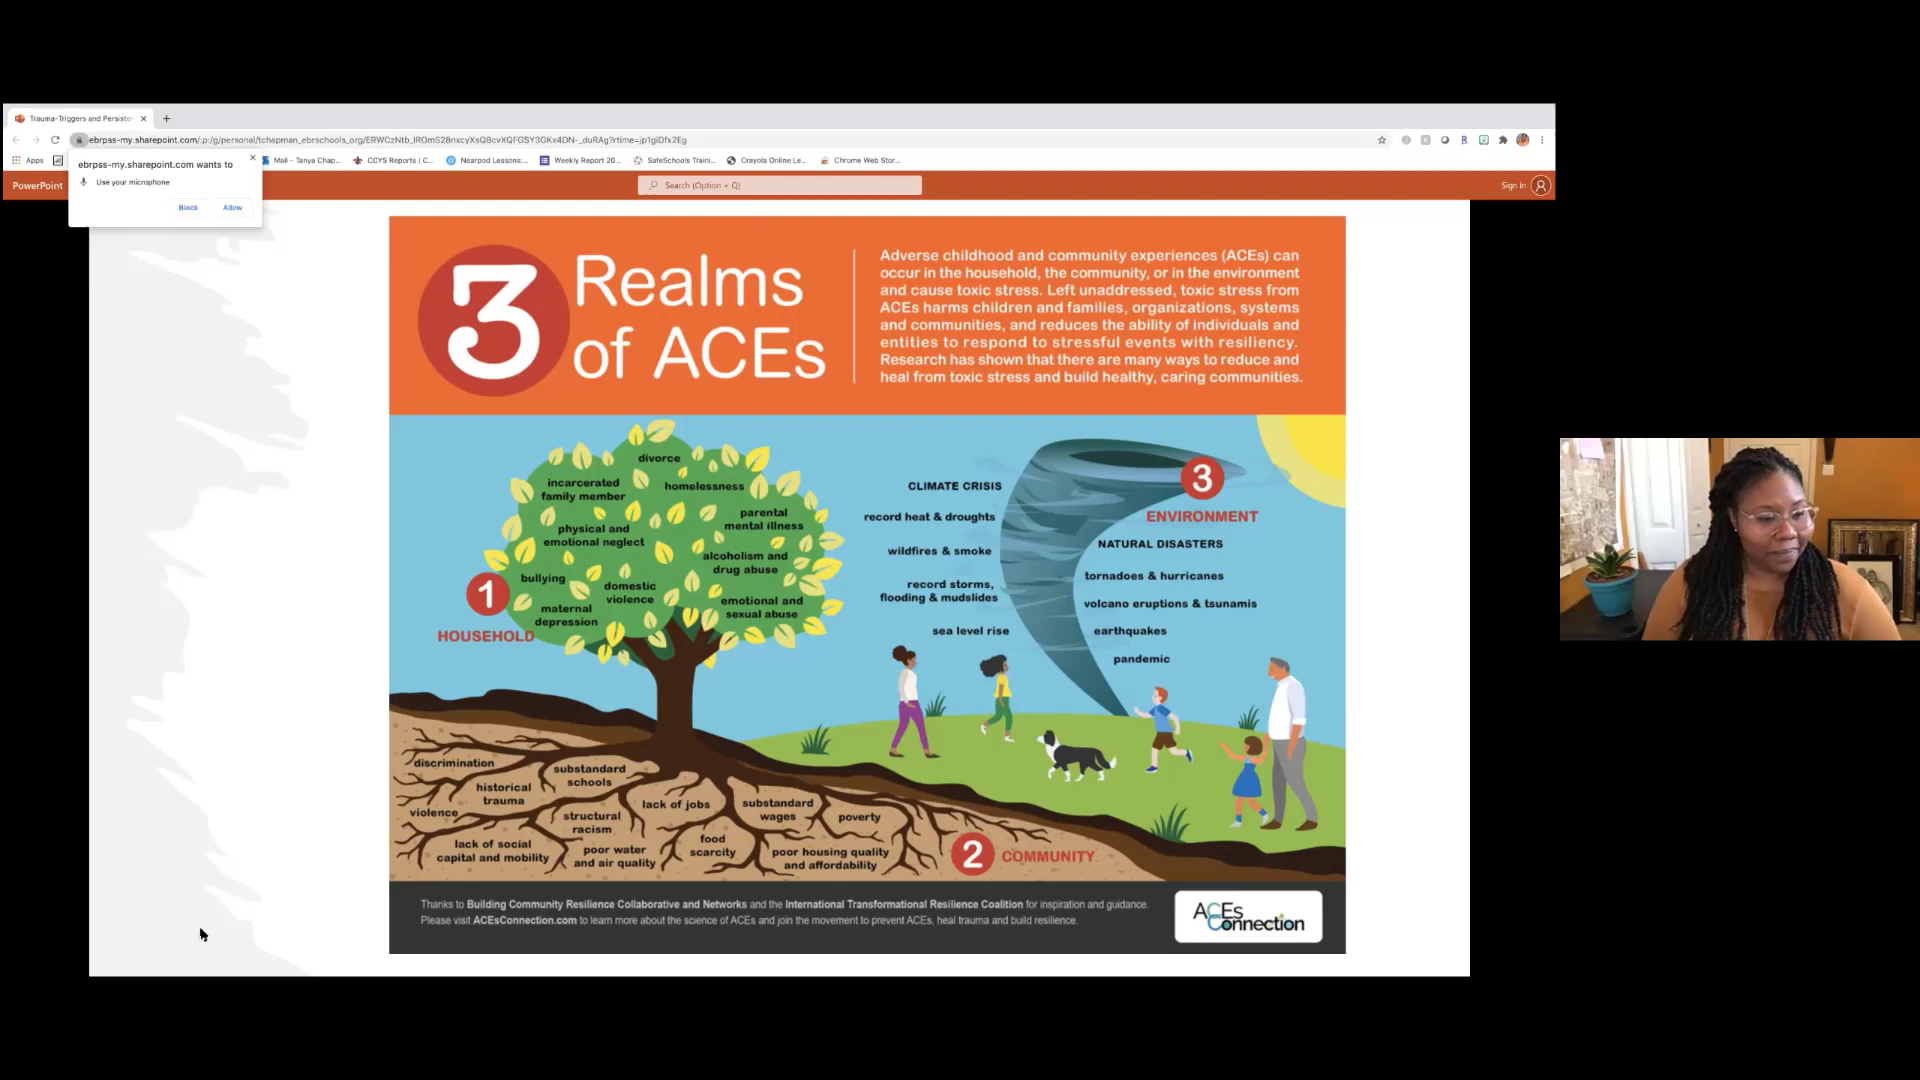 Trauma-Triggers and Persister
ebrpss-my.sharepoint.com
Apps
Mail - Tanya Chap...
CCYS Reports | C...
Nearpod Lessons:...
Weekly Report 20...
SafeSchools Traini...
Crayola Online Le...
Chrome Web Stor...
ebrpss-my.sharepoint.com wants to
Use your microphone
Block
Allow
PowerPoint
Search (Option + Q)
Sign in
3
Realms
of ACEs
Adverse childhood and community experiences (ACEs) can
occur in the household, the community, or in the environment
and cause toxic stress. Left unaddressed, toxic stress from
ACEs harms children and families, organizations, systems
and communities, and reduces the ability of individuals and
entities to respond to stressful events with resiliency.
Research has shown that there are many ways to reduce and
heal from toxic stress and build healthy, caring communities.
1
HOUSEHOLD
divorce
incarcerated
family member
homelessness
parental
mental illness
physical and
emotional neglect
alcoholism and
drug abuse
bullying
domestic
violence
maternal
depression
emotional and
sexual abuse
3
ENVIRONMENT
CLIMATE CRISIS
record heat & droughts
wildfires & smoke
record storms,
flooding & mudslides
sea level rise
NATURAL DISASTERS
tornadoes & hurricanes
volcano eruptions & tsunamis
earthquakes
pandemic
discrimination
substandard
schools
historical
trauma
lack of jobs
substandard
wages
violence
structural
racism
poverty
lack of social
capital and mobility
poor water
and air quality
food
scarcity
poor housing quality
and affordability
2
COMMUNITY
Thanks to Building Community Resilience Collaborative and Networks and the International Transformational Resilience Coalition for inspiration and guidance.
Please visit ACEsConnection.com to learn more about the science of ACEs and join the movement to prevent ACEs, heal trauma and build resilience.
ACEs
Connection